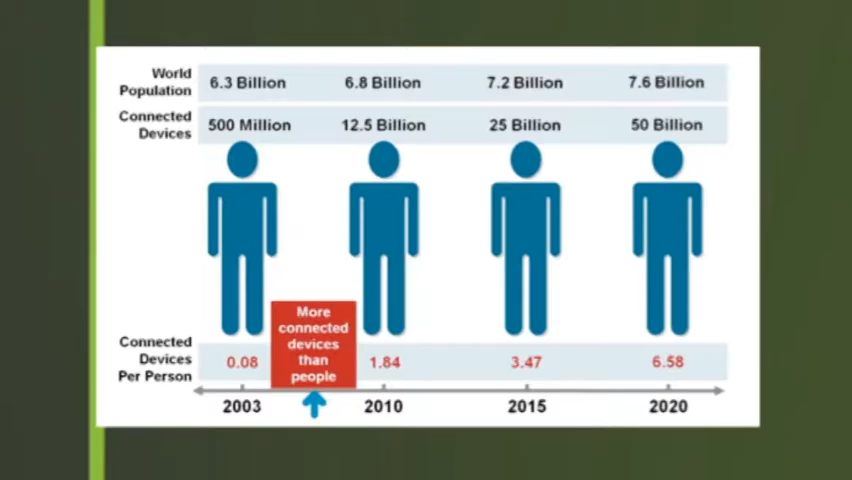 World
Population
6.3 Billion 6.8 Billion 7.2 Billion 7.6 Billion
Connected
Devices
500 Million 12.5 Billion 25 Billion 50 Billion
More
connected
devices
than
people
Connected
Devices
Per Person
0.08 1.84 3.47 6.58
2003 2010 2015 2020